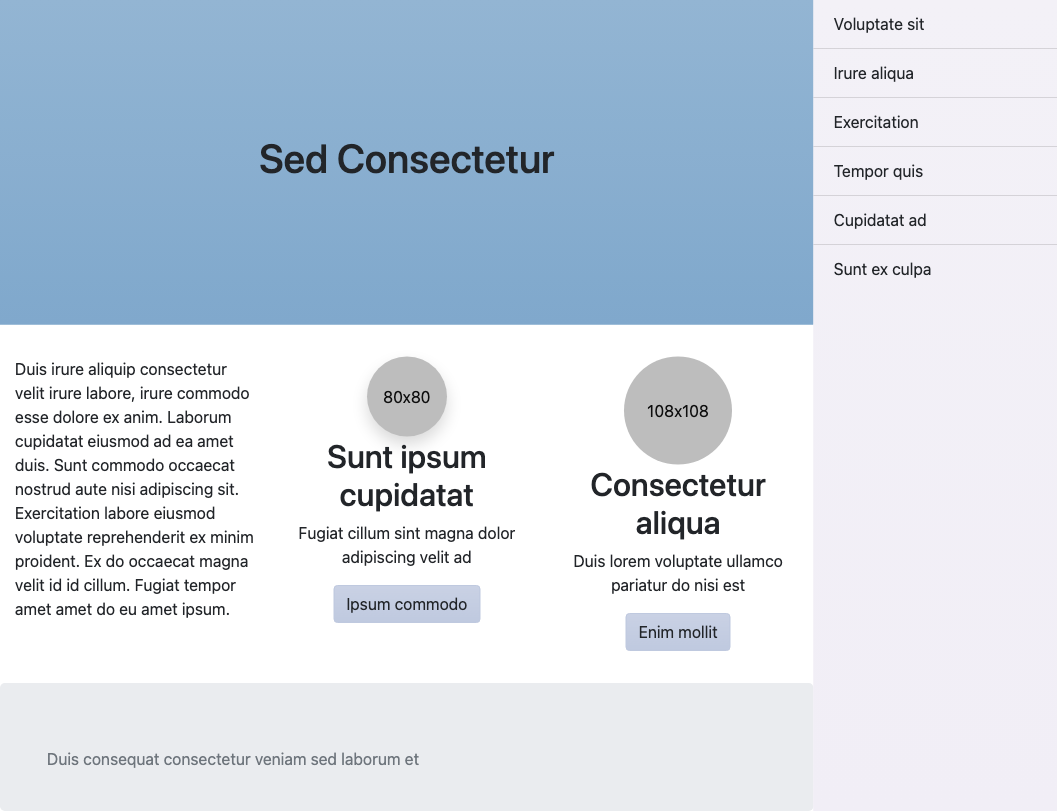 Sed Consectetur
Duis irure aliquip consectetur
velit irure labore, irure commodo
esse dolore ex anim. Laborum
cupidatat eiusmod ad ea amet
duis. Sunt commodo occaecat
nostrud aute nisi adipiscing sit.
Exercitation labore eiusmod
voluptate reprehenderit ex minim
proident. Ex do occaecat magna
velit id id cillum. Fugiat tempor
amet amet do eu amet ipsum.
80x80
Sunt ipsum
cupidatat
Fugiat cillum sint magna dolor
adipiscing velit ad
Ipsum commodo
108x108
Consectetur
aliqua
Duis lorem voluptate ullamco
pariatur do nisi est
Enim mollit
Duis consequat consectetur veniam sed laborum et
Voluptate sit
Irure aliqua
Exercitation
Tempor quis
Cupidatat ad
Sunt ex culpa